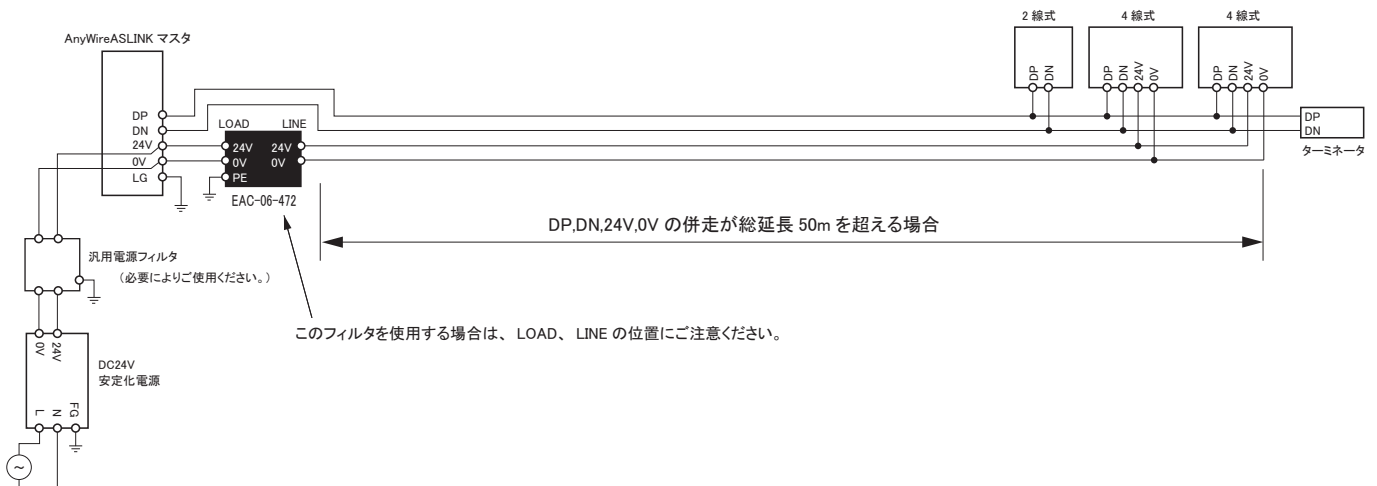 2 線式
4 線式
4 線式
AnyWireASLINK マスタ
DP
DN
DP
DN
24V
0V
DP
DN
24V
0V
DP
DN
24V
0V
LG
LOAD
LINE
24V
0V
PE
24V
0V
EAC-06-472
DP
DN
ターミネータ
DP,DN,24V,0V の併走が総延長 50m を超える場合
汎用電源フィルタ
（必要によりご使用ください。）
このフィルタを使用する場合は、 LOAD、 LINE の位置にご注意ください。
0V
24V
DC24V
安定化電源
L
N
FG
~